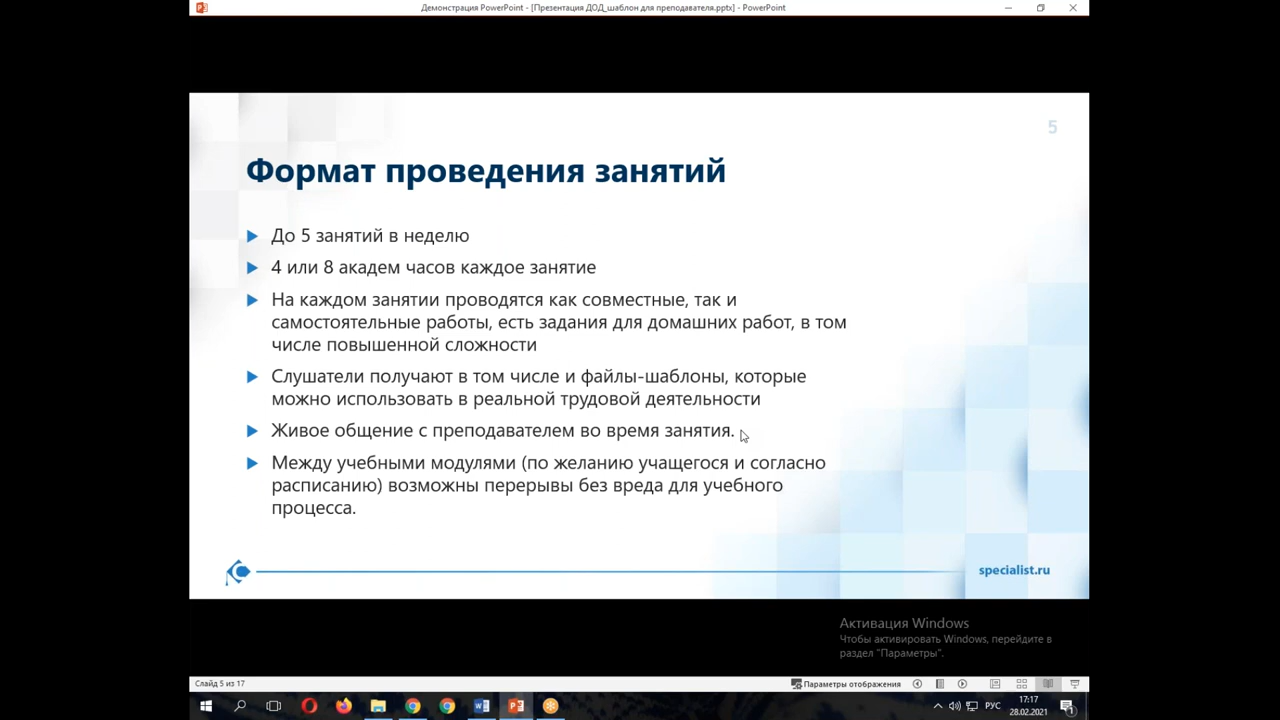 Демонстрация PowerPoint - [Презентация ДОД_шаблон для преподавателя.pptx] - PowerPoint
5
Формат проведения занятий
До 5 занятий в неделю
4 или 8 академ часов каждое занятие
На каждом занятии проводятся как совместные, так и
самостоятельные работы, есть задания для домашних работ, в том
числе повышенной сложности
Слушатели получают в том числе и файлы-шаблоны, которые
можно использовать в реальной трудовой деятельности
Живое общение с преподавателем во время занятия.
Между учебными модулями (по желанию учащегося и согласно
расписанию) возможны перерывы без вреда для учебного
процесса.
specialist.ru
Активация Windows
Чтобы активировать Windows, перейдите в
раздел "Параметры".
Слайд 5 из 17
Параметры отображения
РУС
17:17
28.02.2021
1